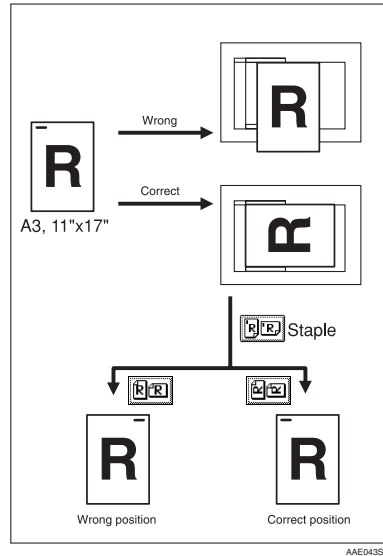 R
Wrong
R
R
Correct
A3, 11"x17"
R
R R Staple
R R
R R
R
R
Wrong position
Correct position
AAE043S